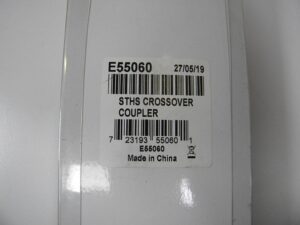 E55060 27/05/19
STHS CROSSOVER
COUPLER
7 23193 55060 1
E55060
Made in China